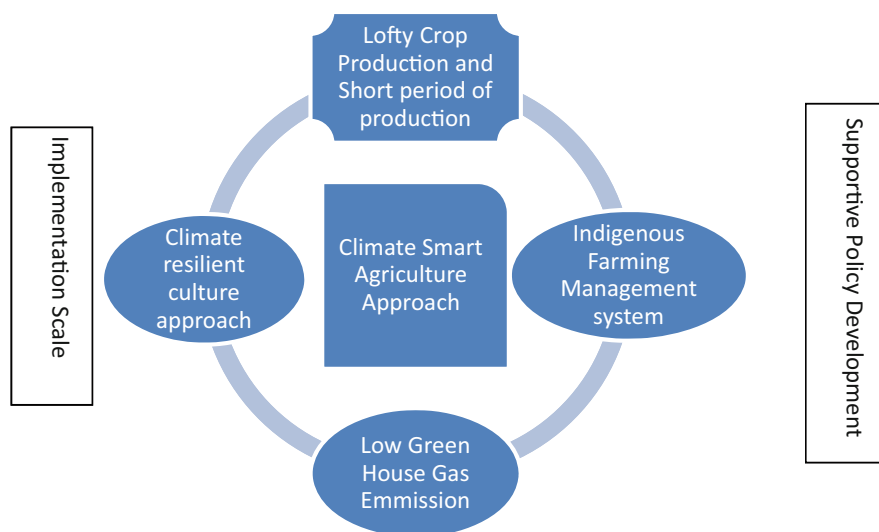 Lofty Crop
Production and
Short period of
production
Implementation Scale
Climate
resilient
culture
approach
Climate Smart
Agriculture
Approach
Indigenous
Farming
Management
system
Supportive Policy Development
Low Green
House Gas
Emmission